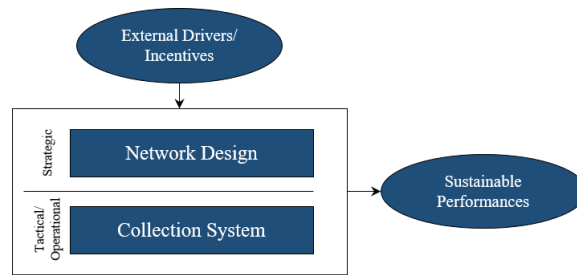 External Drivers/
Incentives
Strategic
Network Design
Sustainable
Performances
Tactical/
Operational
Collection System